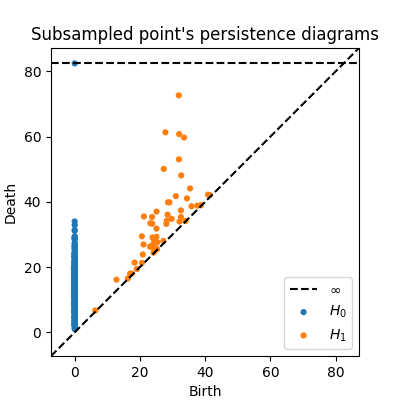 Subsampled point's persistence diagrams
Death
80
60
40
20
0
0 20 40 60 80
Birth
∞
H₀
H₁